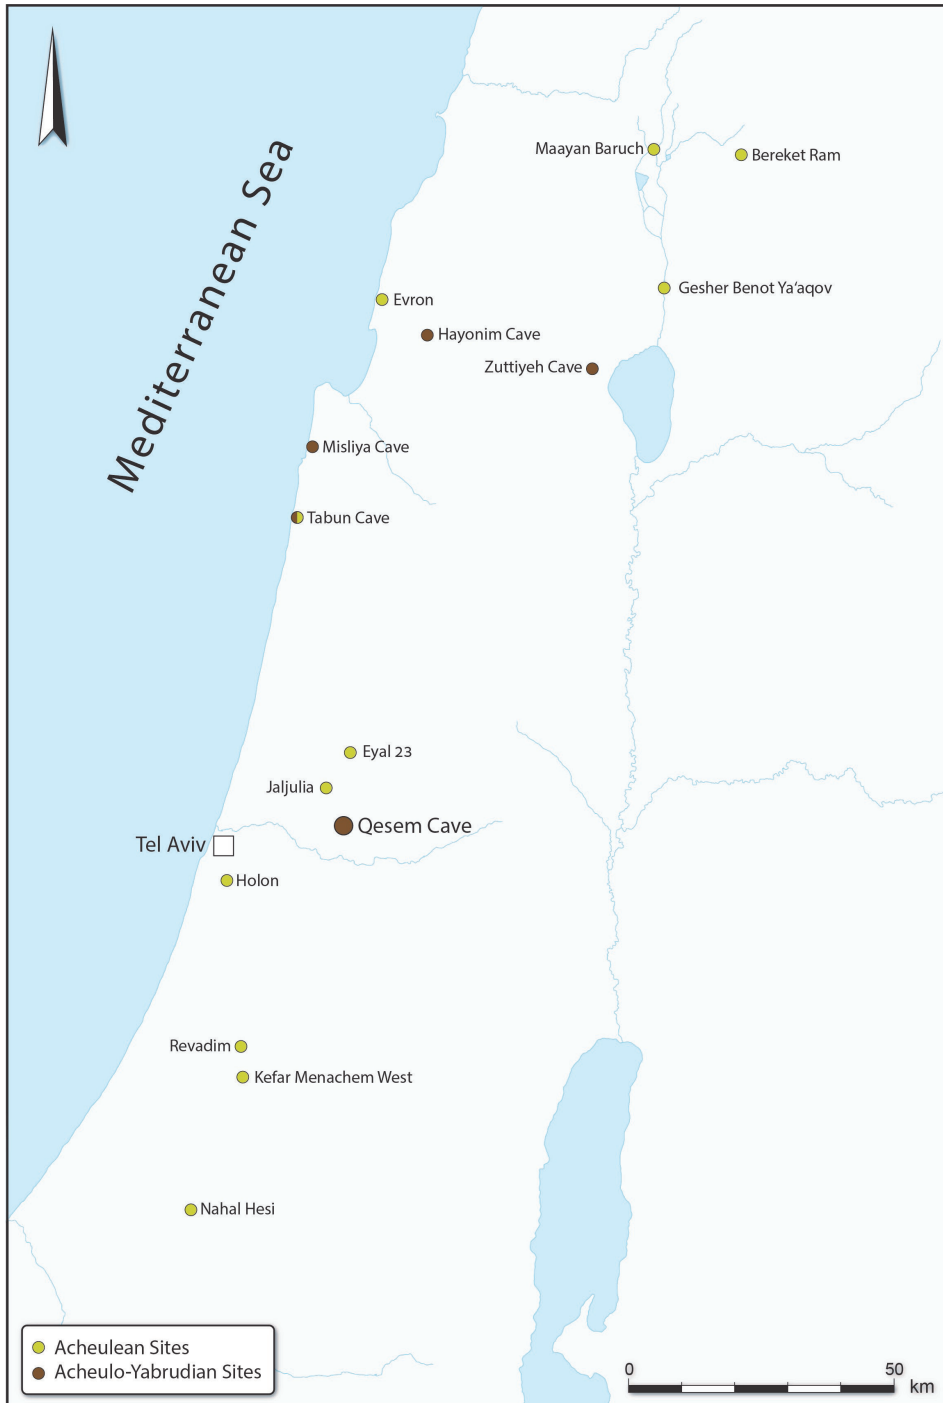 Maayan Baruch
Bereket Ram
Mediterranean Sea
Gesher Benot Ya‘aqov
Evron
Hayonim Cave
Zuttiyeh Cave
Misliya Cave
Tabun Cave
Eyal 23
Jaljulia
Qesem Cave
Tel Aviv
Holon
Revadim
Kefar Menachem West
Nahal Hesi
Acheulean Sites
Acheulo-Yabrudian Sites
0 50
km